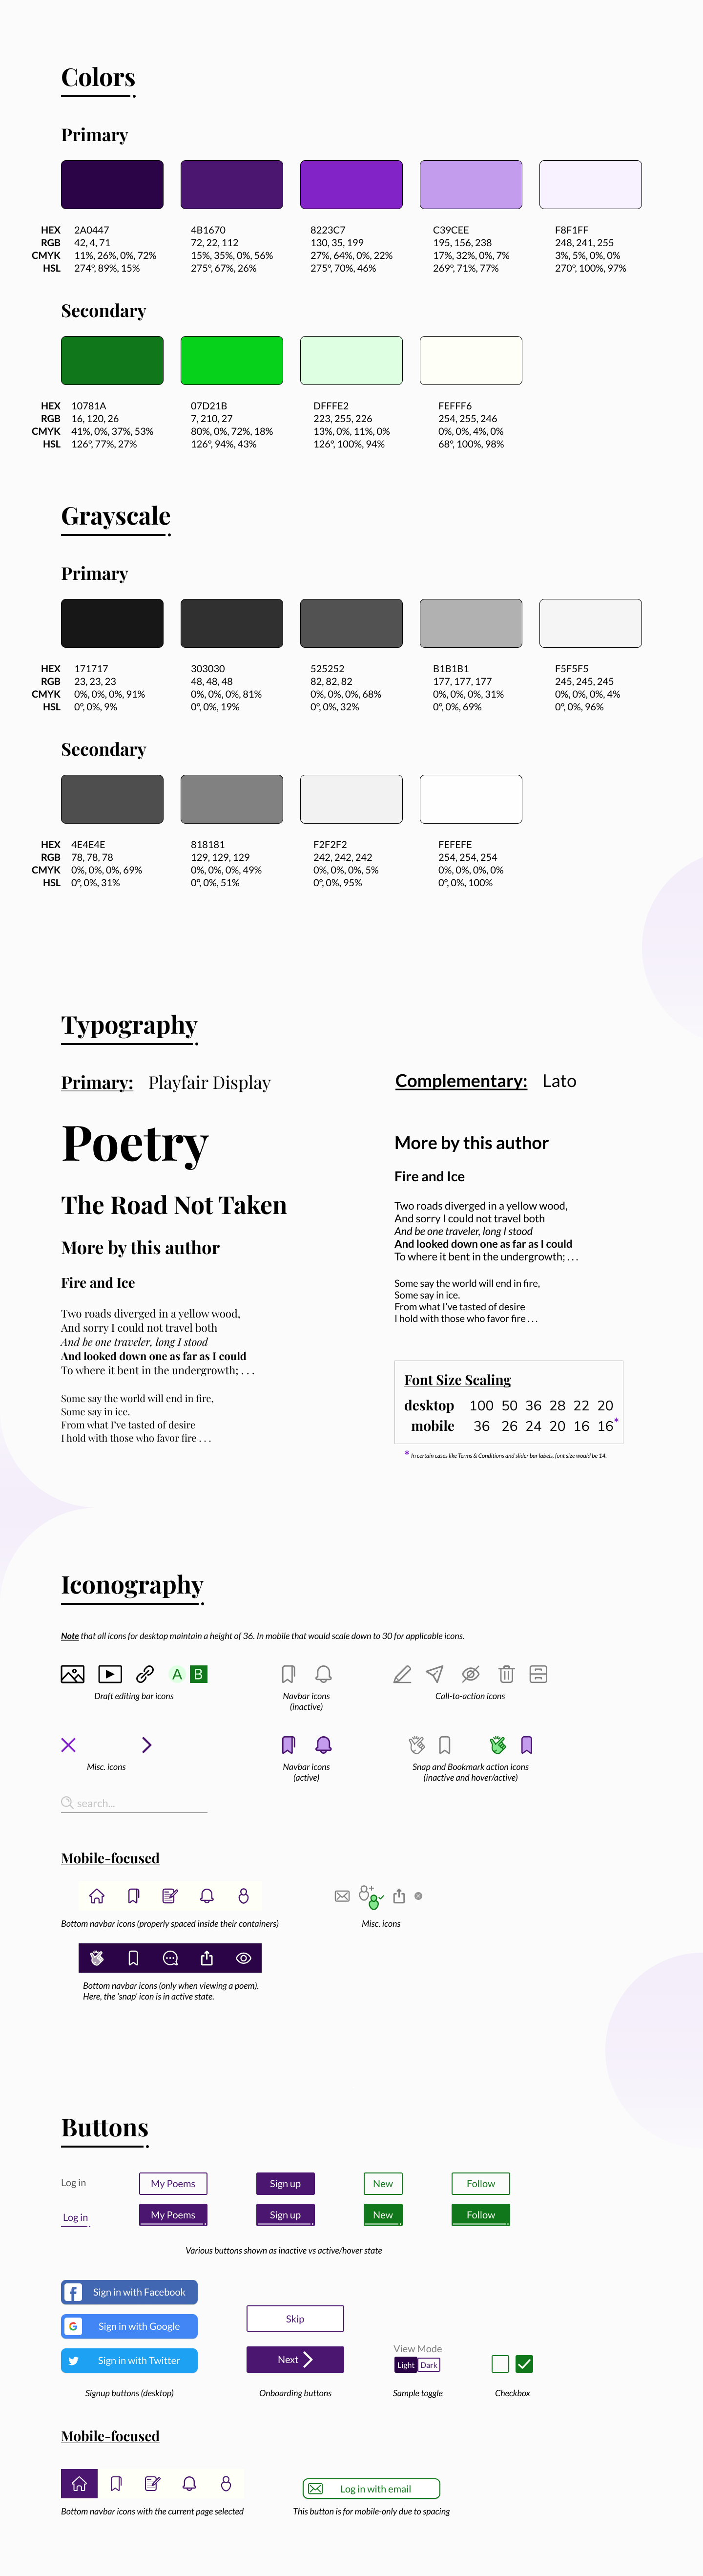 Colors
Primary
HEX 2A0447 4B1670 8223C7 C39CEE F8F1FF
RGB 42, 4, 71 72, 22, 112 130, 35, 199 195, 156, 238 248, 241, 255
CMYK 11%, 26%, 0%, 72% 15%, 35%, 0%, 56% 27%, 64%, 0%, 22% 17%, 32%, 0%, 7% 3%, 5%, 0%, 0%
HSL 274º, 89%, 15% 275º, 67%, 26% 275º, 70%, 46% 269º, 71%, 77% 270º, 100%, 97%
Secondary
HEX 10781A 07D21B DFFFE2 FEFFF6
RGB 16, 120, 26 7, 210, 27 223, 255, 226 254, 255, 246
CMYK 41%, 0%, 37%, 53% 80%, 0%, 72%, 18% 13%, 0%, 11%, 0% 0%, 0%, 4%, 0%
HSL 126º, 77%, 27% 126º, 94%, 43% 126º, 100%, 94% 68º, 100%, 98%
Grayscale
Primary
HEX 171717 303030 525252 B1B1B1 F5F5F5
RGB 23, 23, 23 48, 48, 48 82, 82, 82 177, 177, 177 245, 245, 245
CMYK 0%, 0%, 0%, 91% 0%, 0%, 0%, 81% 0%, 0%, 0%, 68% 0%, 0%, 0%, 31% 0%, 0%, 0%, 4%
HSL 0º, 0%, 9% 0º, 0%, 19% 0º, 0%, 32% 0º, 0%, 69% 0º, 0%, 96%
Secondary
HEX 4E4E4E 818181 F2F2F2 FEFEFE
RGB 78, 78, 78 129, 129, 129 242, 242, 242 254, 254, 254
CMYK 0%, 0%, 0%, 69% 0%, 0%, 0%, 49% 0%, 0%, 0%, 5% 0%, 0%, 0%, 0%
HSL 0º, 0%, 31% 0º, 0%, 51% 0º, 0%, 95% 0º, 0%, 100%
Typography
Primary: Playfair Display
Poetry
The Road Not Taken
More by this author
Fire and Ice
Two roads diverged in a yellow wood,
And sorry I could not travel both
And be one traveler, long I stood
And looked down one as far as I could
To where it bent in the undergrowth; . . .
Some say the world will end in fire,
Some say in ice.
From what I've tasted of desire
I hold with those who favor fire . . .
Complementary: Lato
More by this author
Fire and Ice
Two roads diverged in a yellow wood,
And sorry I could not travel both
And be one traveler, long I stood
And looked down one as far as I could
To where it bent in the undergrowth; . . .
Some say the world will end in fire,
Some say in ice.
From what I've tasted of desire
I hold with those who favor fire . . .
Font Size Scaling
desktop 100 50 36 28 22 20
mobile 36 26 24 20 16 16*
* In certain cases like Terms & Conditions and slider bar labels, font size would be 14.
Iconography
Note that all icons for desktop maintain a height of 36. In mobile that would scale down to 30 for applicable icons.
A B
Draft editing bar icons
Navbar icons
(inactive)
Call-to-action icons
Misc. icons
Navbar icons
(active)
Snap and Bookmark action icons
(inactive and hover/active)
search...
Mobile-focused
Bottom navbar icons (properly spaced inside their containers)
Misc. icons
Bottom navbar icons (only when viewing a poem).
Here, the 'snap' icon is in active state.
Buttons
Log in My Poems Sign up New Follow
Log in My Poems Sign up New Follow
Various buttons shown as inactive vs active/hover state
Sign in with Facebook
Sign in with Google
Sign in with Twitter
Signup buttons (desktop)
Skip
Next
Onboarding buttons
View Mode
Light Dark
Sample toggle
Checkbox
Mobile-focused
Bottom navbar icons with the current page selected
Log in with email
This button is for mobile-only due to spacing